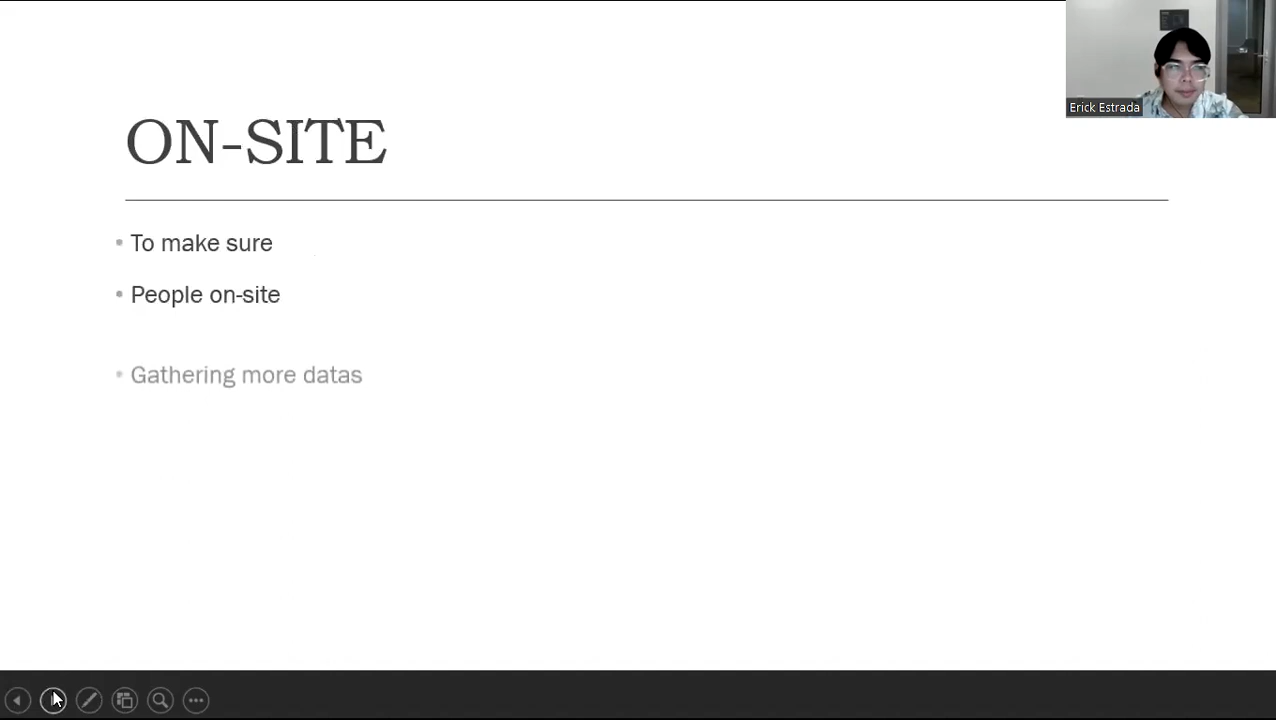 Erick Estrada
ON-SITE
To make sure
People on-site
Gathering more datas